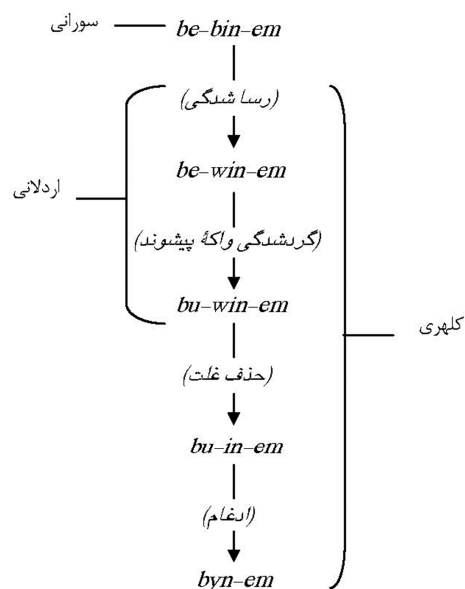 سورانی be-bin-em
(رسا شدگی)
be-win-em
اردلانی
(گردشدگی واکۀ پیشوند)
bu-win-em
کلهری
(حذف غلت)
bu-in-em
(ادغام)
byn-em